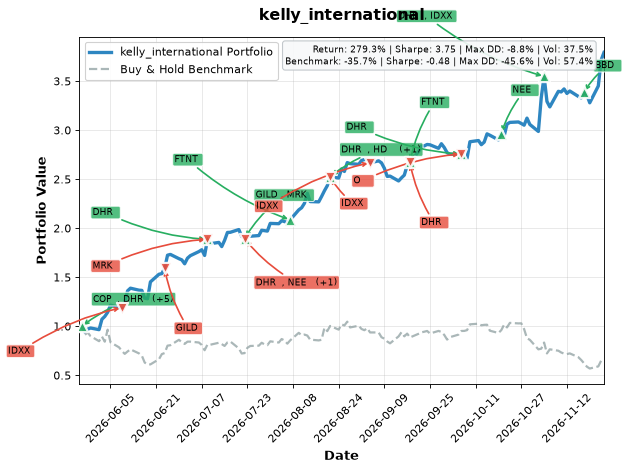 kelly_international
, IDXX
kelly_international Portfolio
Buy & Hold Benchmark
Return: 279.3% | Sharpe: 3.75 | Max DD: -8.8% | Vol: 37.5%
Benchmark: -35.7% | Sharpe: -0.48 | Max DD: -45.6% | Vol: 57.4%
BBD
NEE
FTNT
DHR
DHR , HD (+1)
FTNT
O
GILD , MRK
IDXX
IDXX
DHR
DHR
MRK
DHR , NEE (+1)
COP , DHR (+5)
GILD
IDXX
Portfolio Value
3.5
3.0
2.5
2.0
1.5
1.0
0.5
2026-06-05
2026-06-21
2026-07-07
2026-07-23
2026-08-08
2026-08-24
2026-09-09
2026-09-25
2026-10-11
2026-10-27
2026-11-12
Date